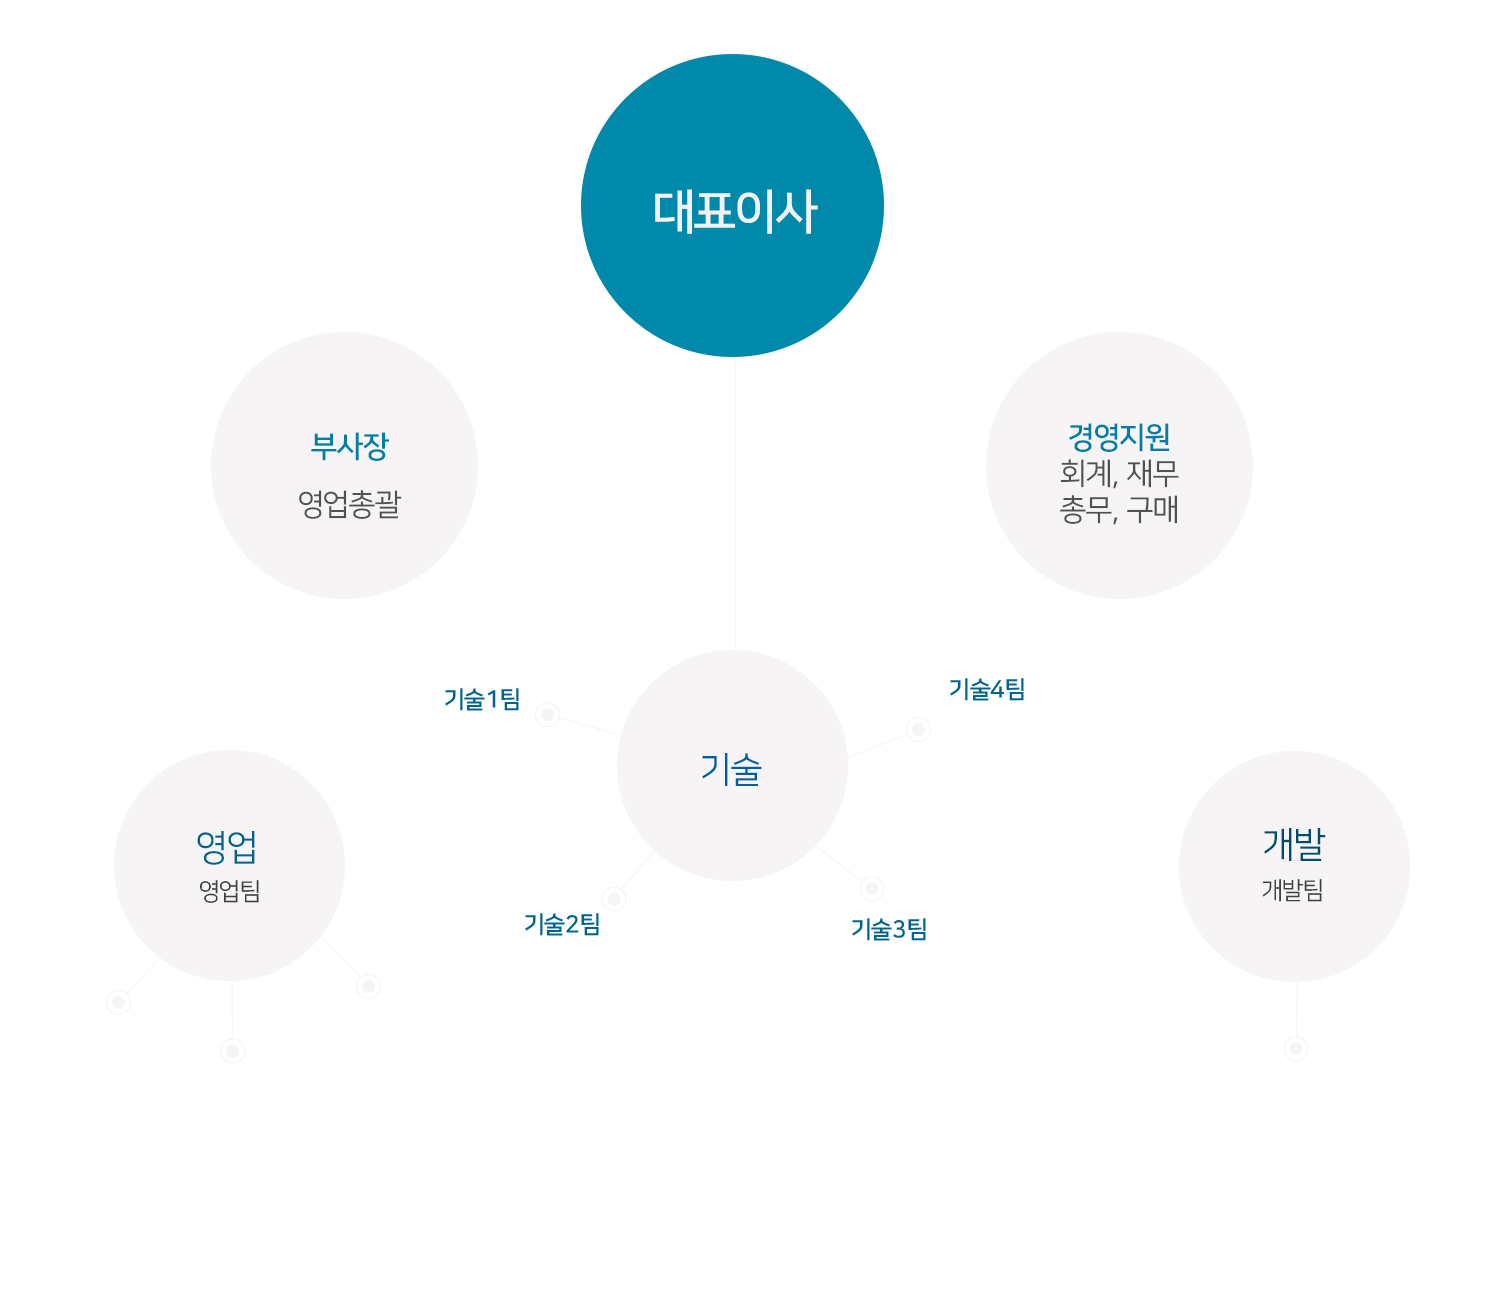 대표이사
부사장
영업총괄
경영지원
회계, 재무
총무, 구매
기술1팀
기술4팀
기술
기술2팀
기술3팀
영업
영업팀
개발
개발팀